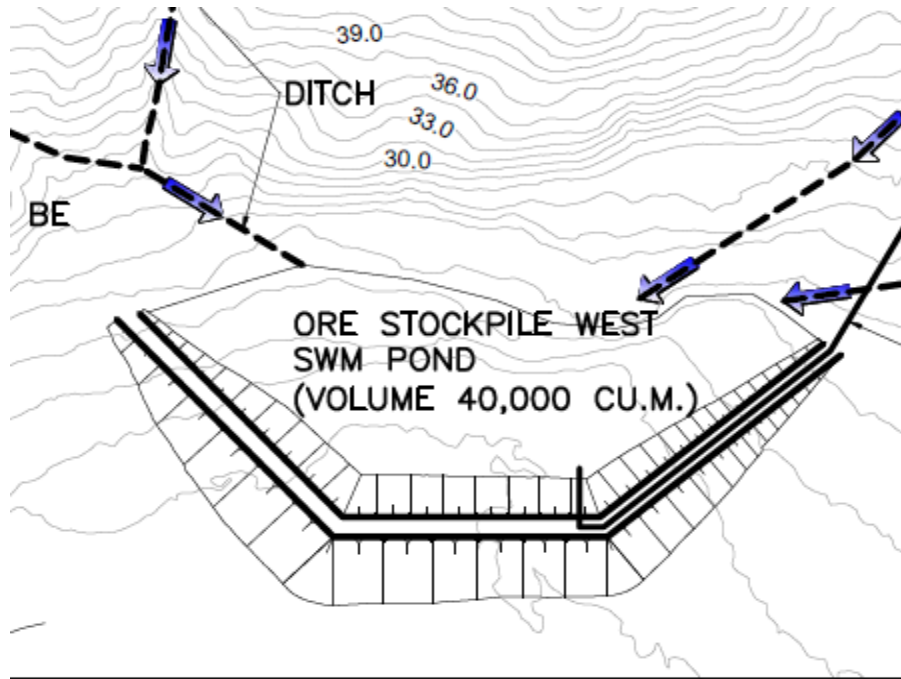 39.0
36.0
DITCH
33.0
30.0
BE
ORE STOCKPILE WEST
SWM POND
(VOLUME 40,000 CU.M.)